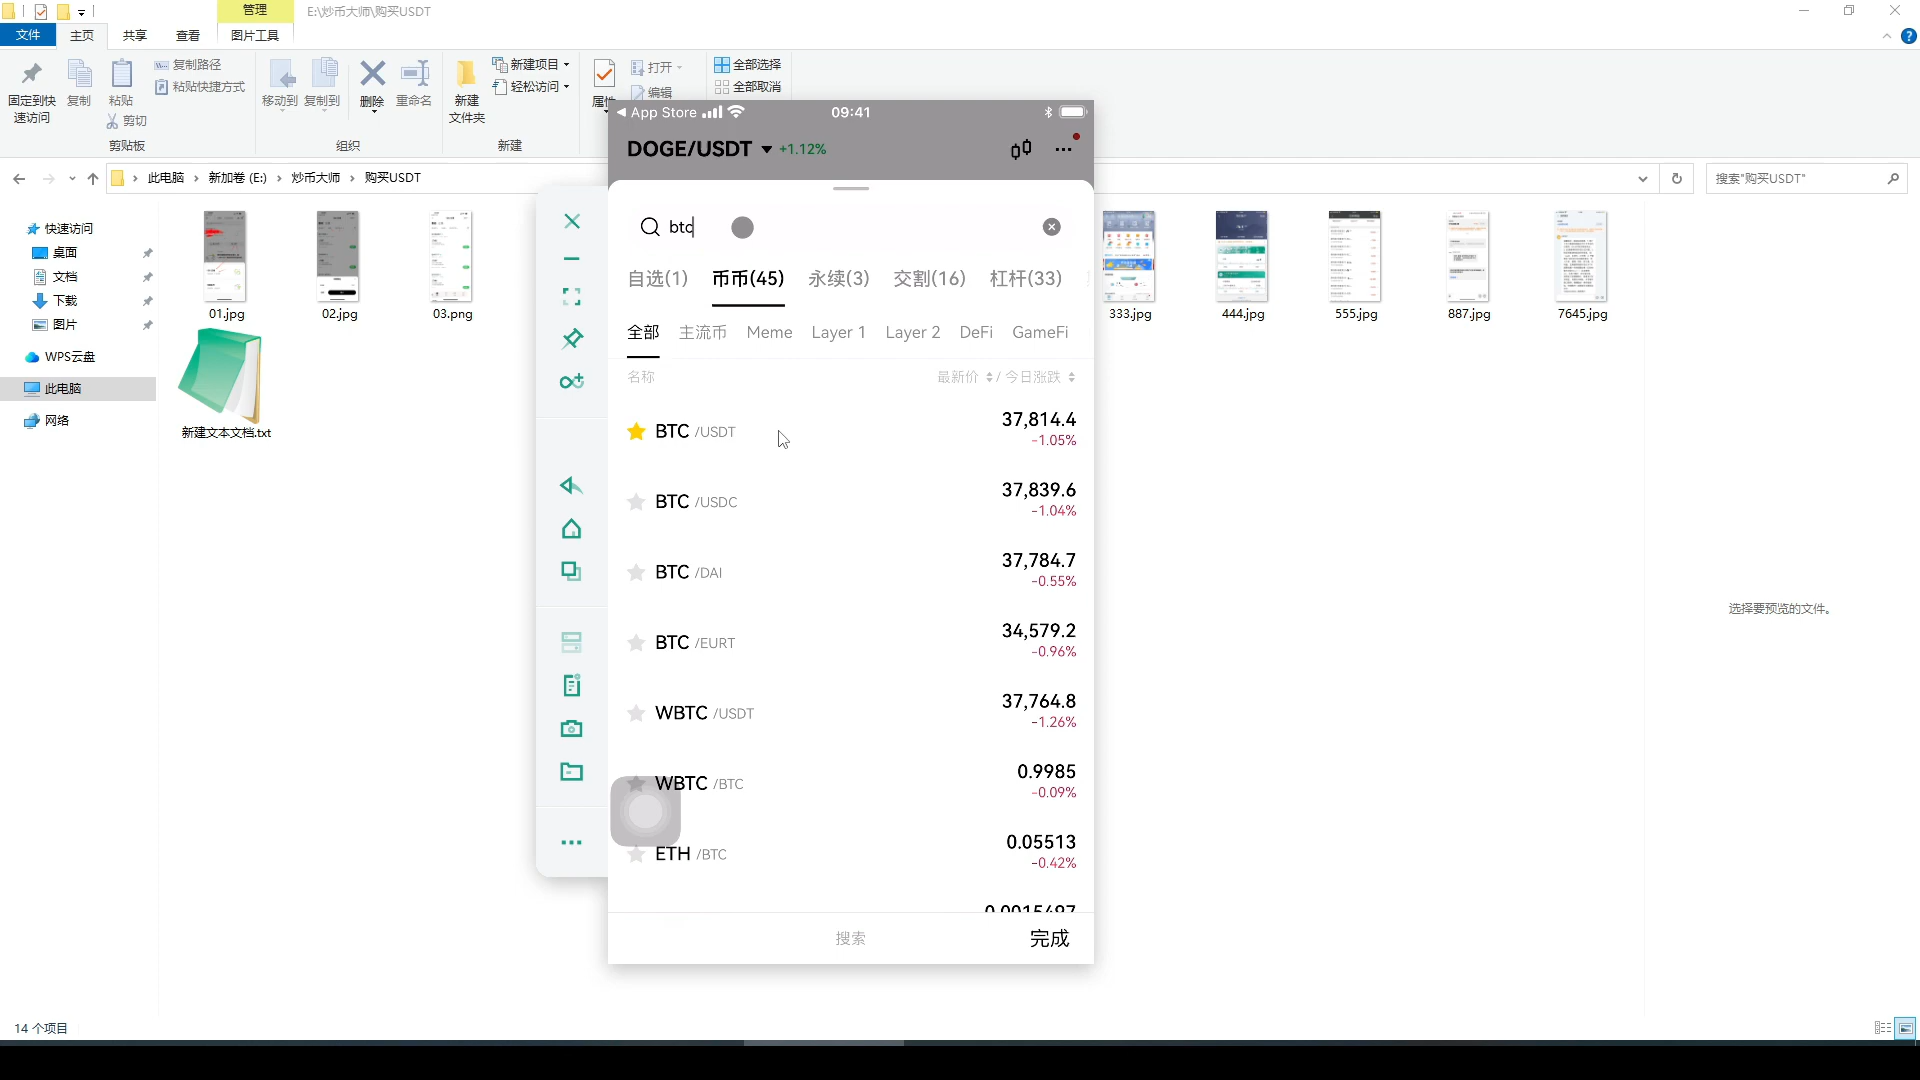 管理
E:\炒币大师\购买USDT
文件
主页
共享
查看
图片工具
固定到快
速访问
复制
粘贴
复制路径
粘贴快捷方式
剪切
剪贴板
移动到
复制到
删除
重命名
组织
新建
文件夹
新建项目
轻松访问
新建
打开
编辑
全部选择
全部取消
此电脑 › 新加卷 (E:) › 炒币大师 › 购买USDT
搜索"购买USDT"
快速访问
桌面
文档
下载
图片
WPS云盘
此电脑
网络
01.jpg
02.jpg
03.png
333.jpg
444.jpg
555.jpg
887.jpg
7645.jpg
新建文本文档.txt
App Store
09:41
DOGE/USDT
+1.12%
btc
自选(1)
币币(45)
永续(3)
交割(16)
杠杆(33)
全部
主流币
Meme
Layer 1
Layer 2
DeFi
GameFi
名称
最新价 / 今日涨跌
BTC /USDT
37,814.4
-1.05%
BTC /USDC
37,839.6
-1.04%
BTC /DAI
37,784.7
-0.55%
BTC /EURT
34,579.2
-0.96%
WBTC /USDT
37,764.8
-1.26%
WBTC /BTC
0.9985
-0.09%
ETH /BTC
0.05513
-0.42%
搜索
完成
选择要预览的文件。
14 个项目